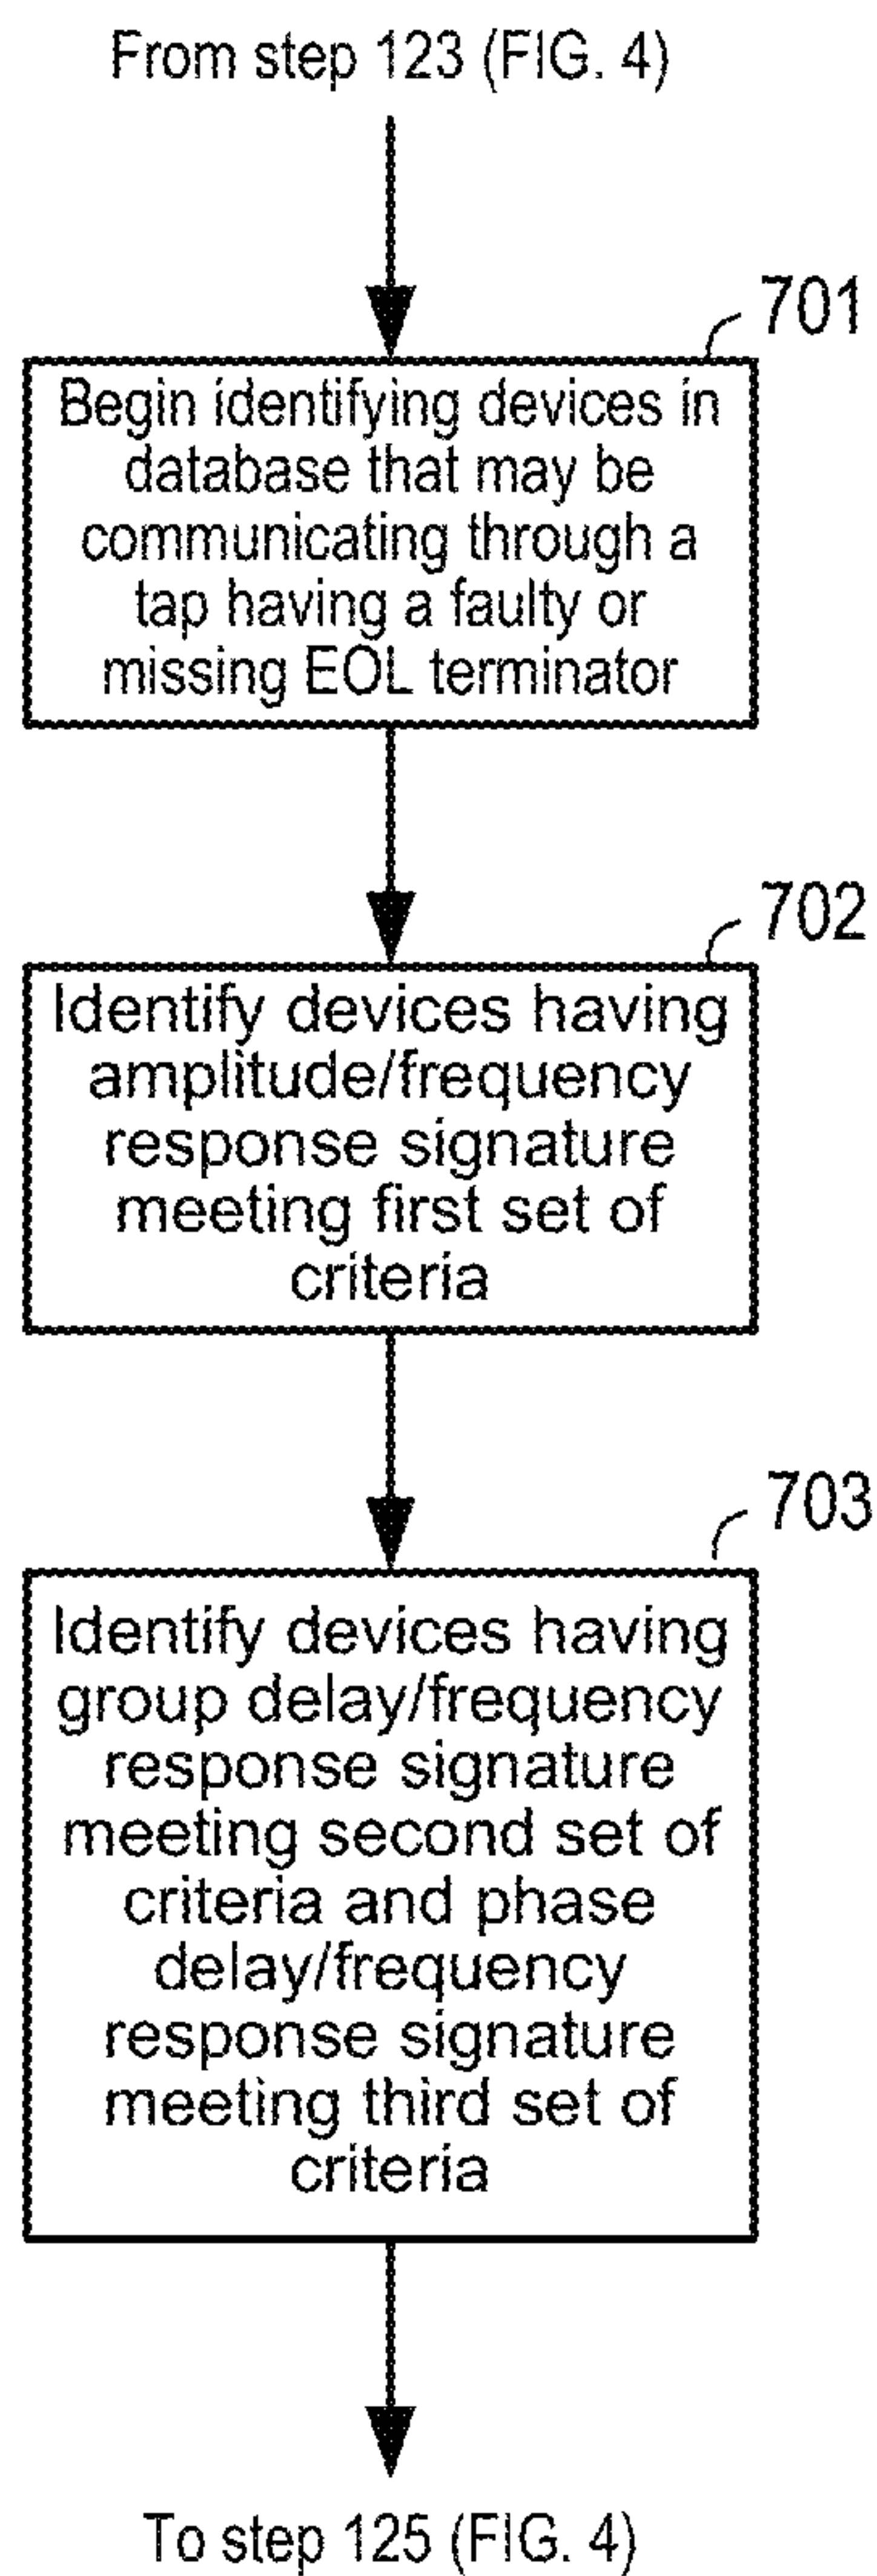 From step 123 (FIG. 4)
701
Begin identifying devices in
database that may be
communicating through a
tap having a faulty or
missing EOL terminator
702
Identify devices having
amplitude/frequency
response signature
meeting first set of
criteria
703
Identify devices having
group delay/frequency
response signature
meeting second set of
criteria and phase
delay/frequency
response signature
meeting third set of
criteria
To step 125 (FIG. 4)